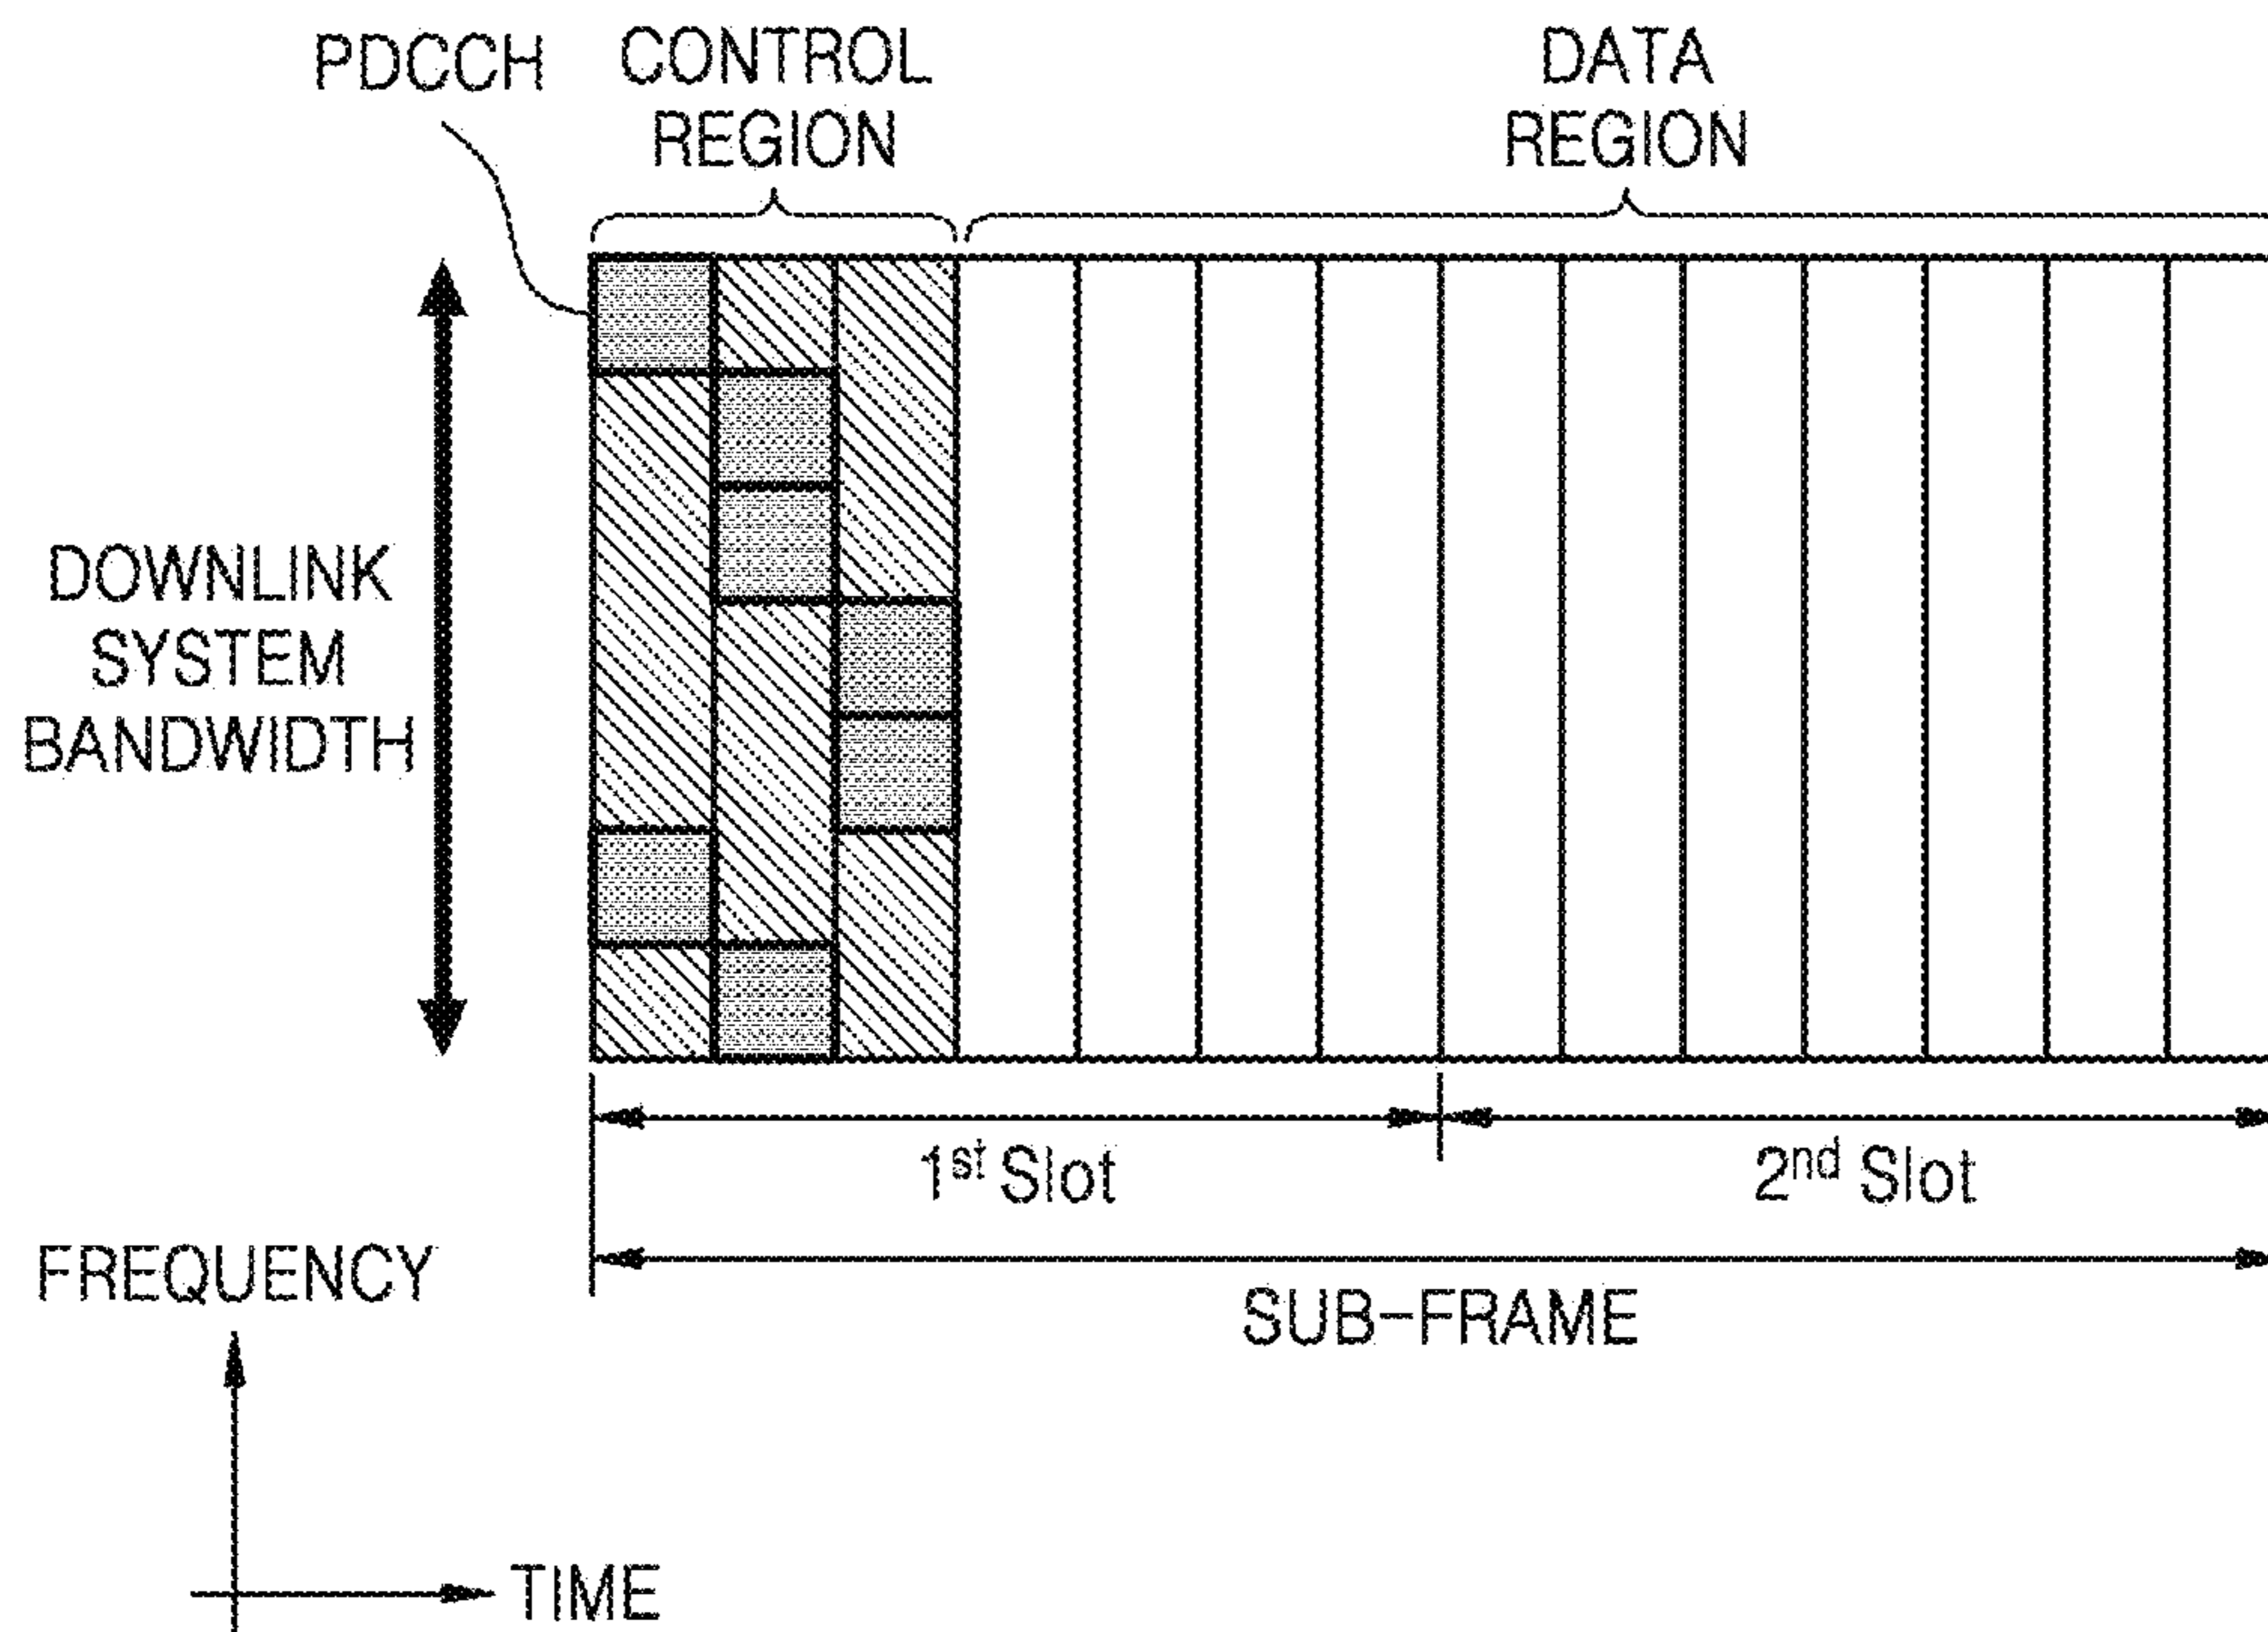 PDCCH
CONTROL
REGION
DATA
REGION
DOWNLINK
SYSTEM
BANDWIDTH
1st Slot
2nd Slot
SUB-FRAME
FREQUENCY
TIME